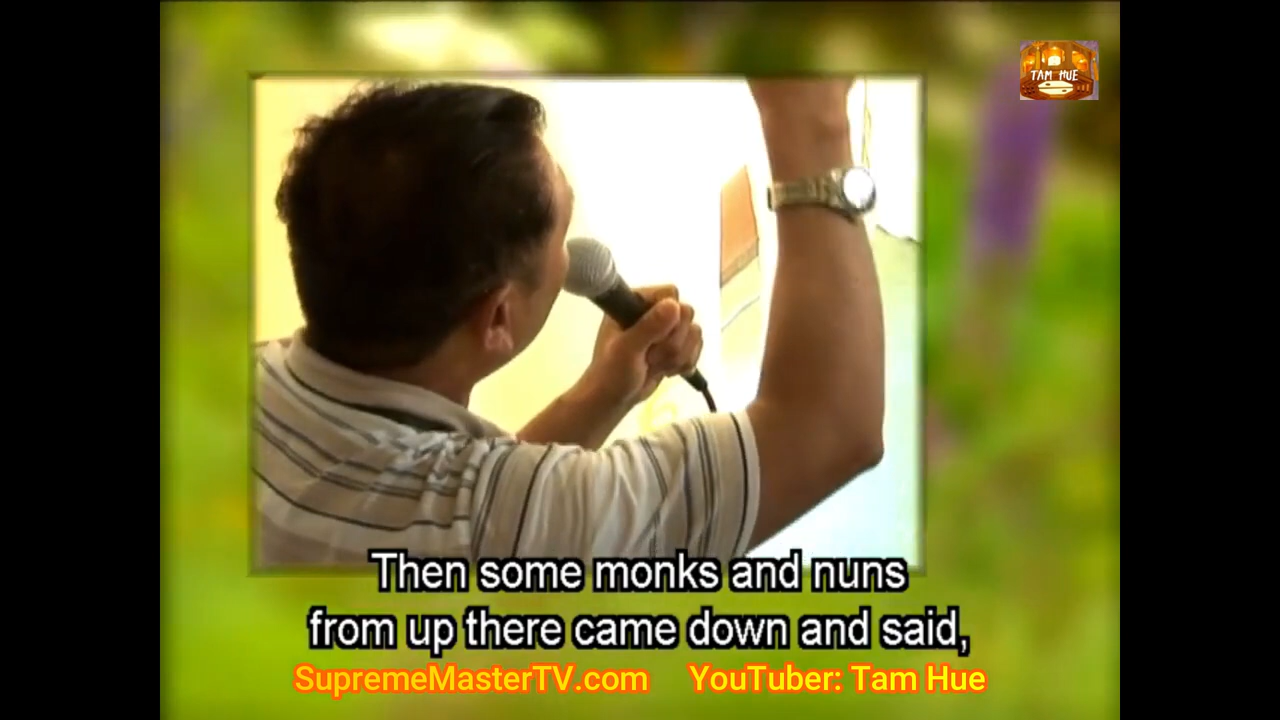 TAM HUE
Then some monks and nuns
from up there came down and said,
SupremeMasterTV.com YouTuber: Tam Hue